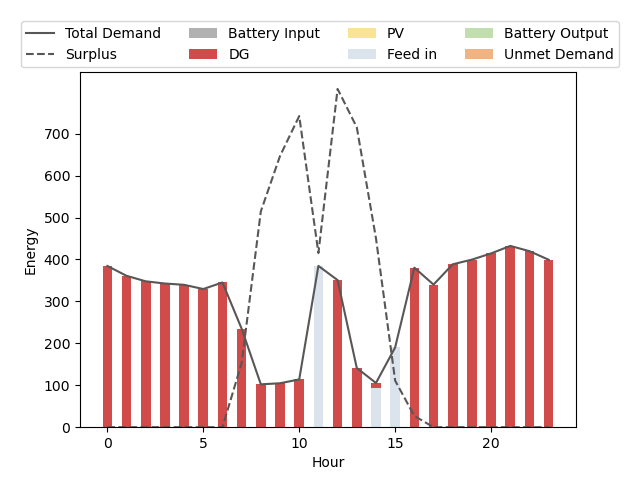 Total Demand Battery Input PV Battery Output
Surplus DG Feed in Unmet Demand
700
600
500
400
300
200
100
0
Energy
0 5 10 15 20
Hour